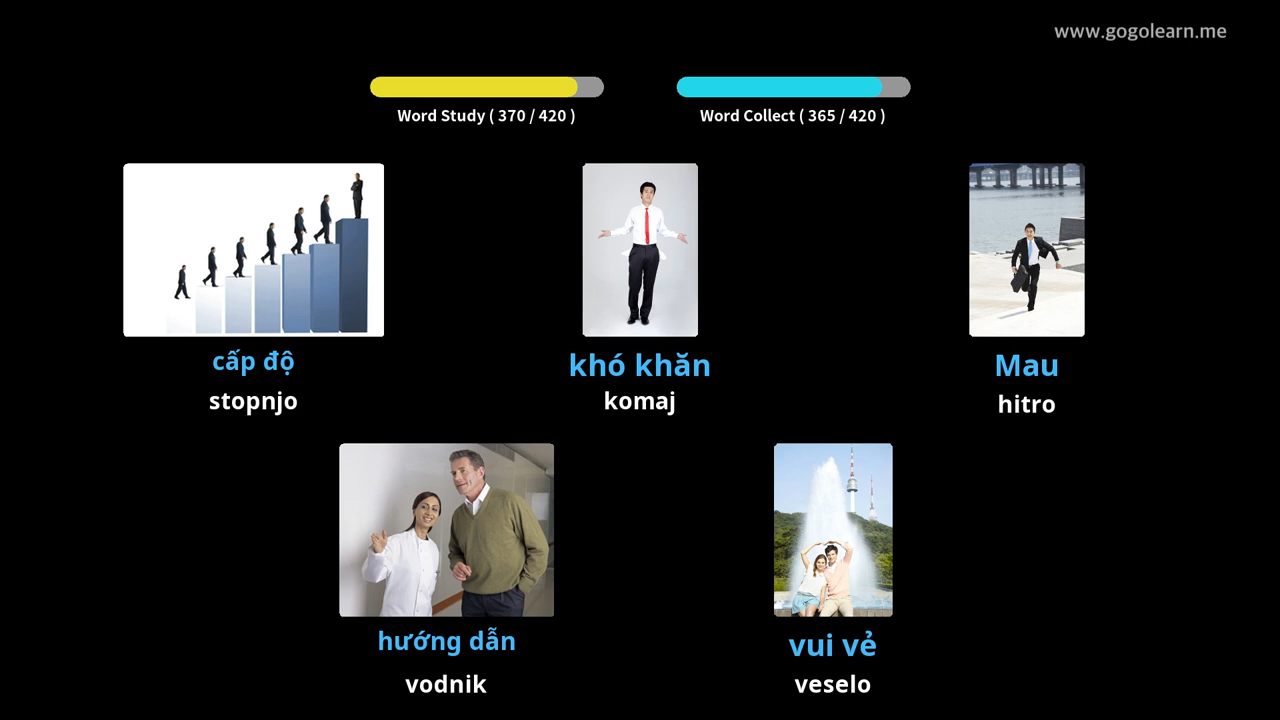 www.gogolearn.me
Word Study ( 370 / 420 )
Word Collect ( 365 / 420 )
cấp độ
stopnjo
khó khăn
komaj
Mau
hitro
hướng dẫn
vodnik
vui vẻ
veselo